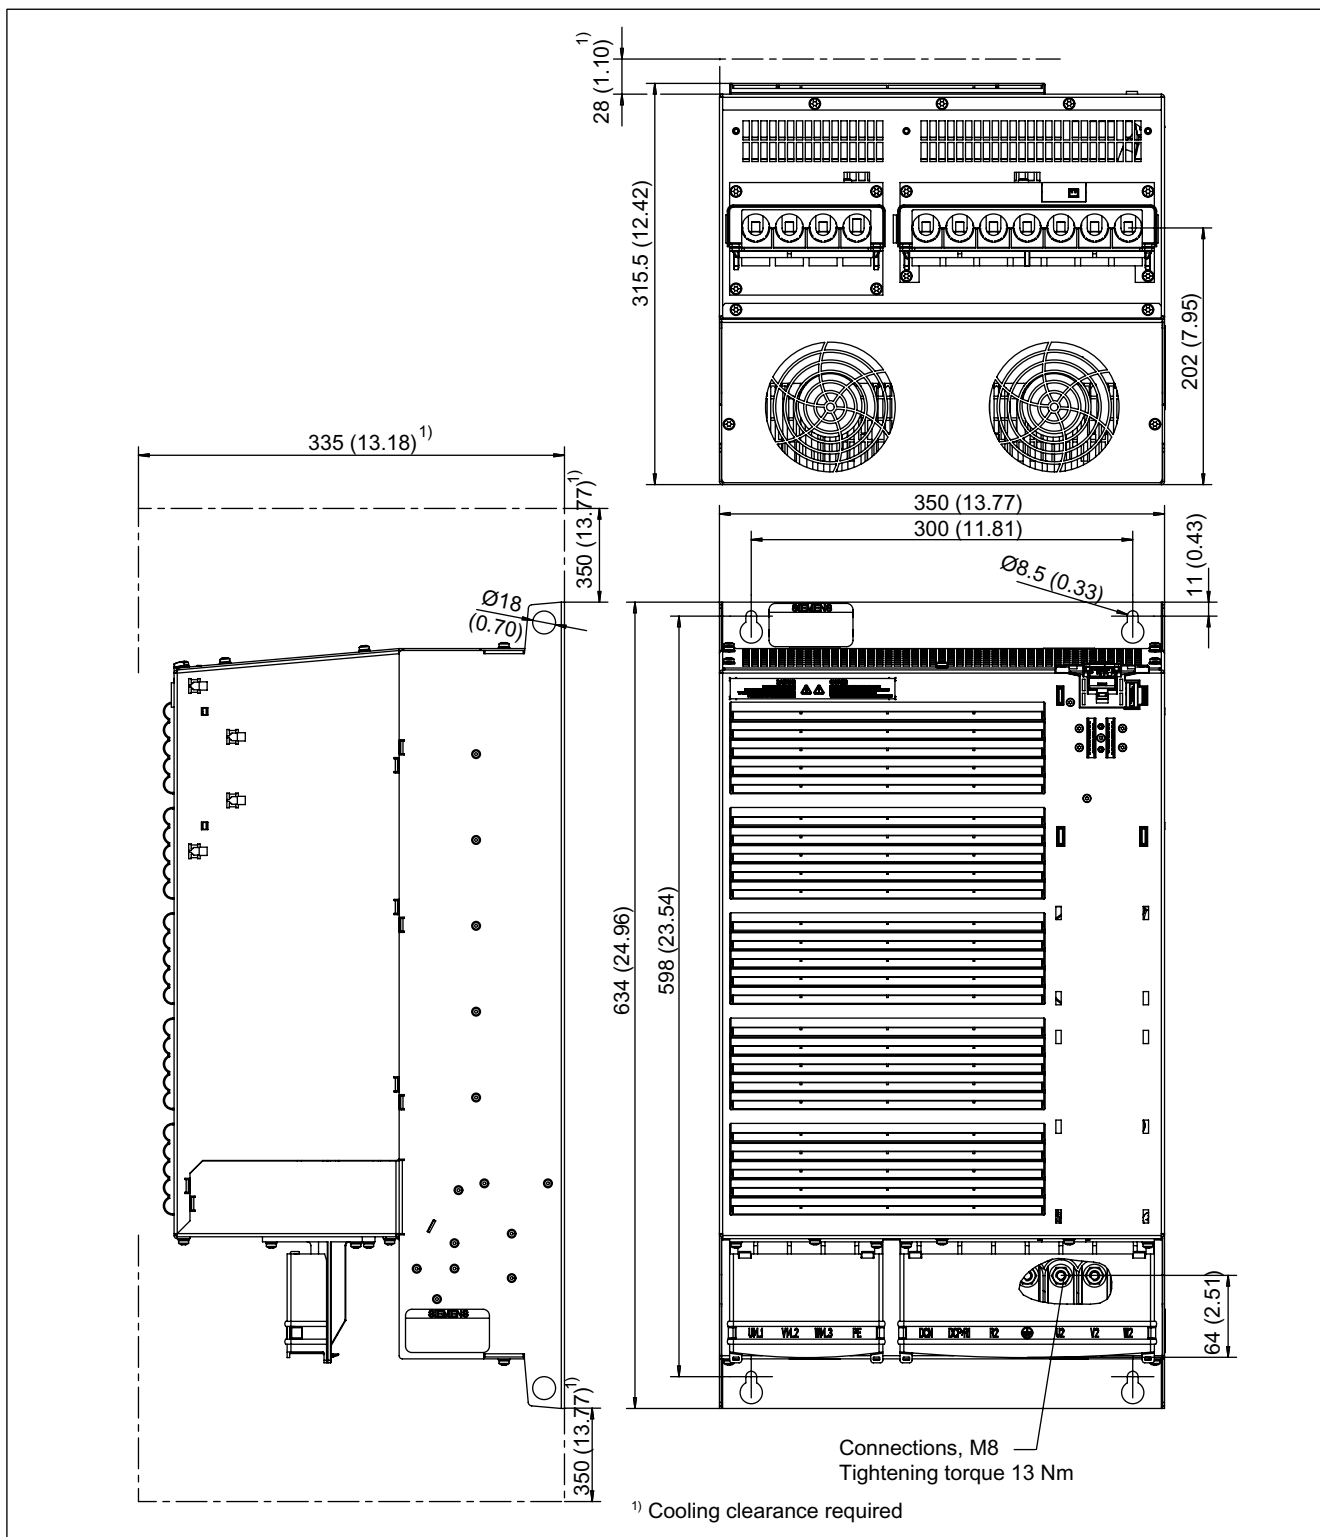 28 (1.10) 1)
315.5 (12.42)
202 (7.95)
335 (13.18) 1)
350 (13.77) 1)
350 (13.77)
300 (11.81)
11 (0.43)
Ø8.5 (0.33)
Ø18
(0.70)
SIEMENS
634 (24.96)
598 (23.54)
SIEMENS
U1/L1 V1/L2 W1/L3 PE
DCN DCP/R1 R2 U2 V2 W2
64 (2.51)
350 (13.77) 1)
Connections, M8
Tightening torque 13 Nm
1) Cooling clearance required